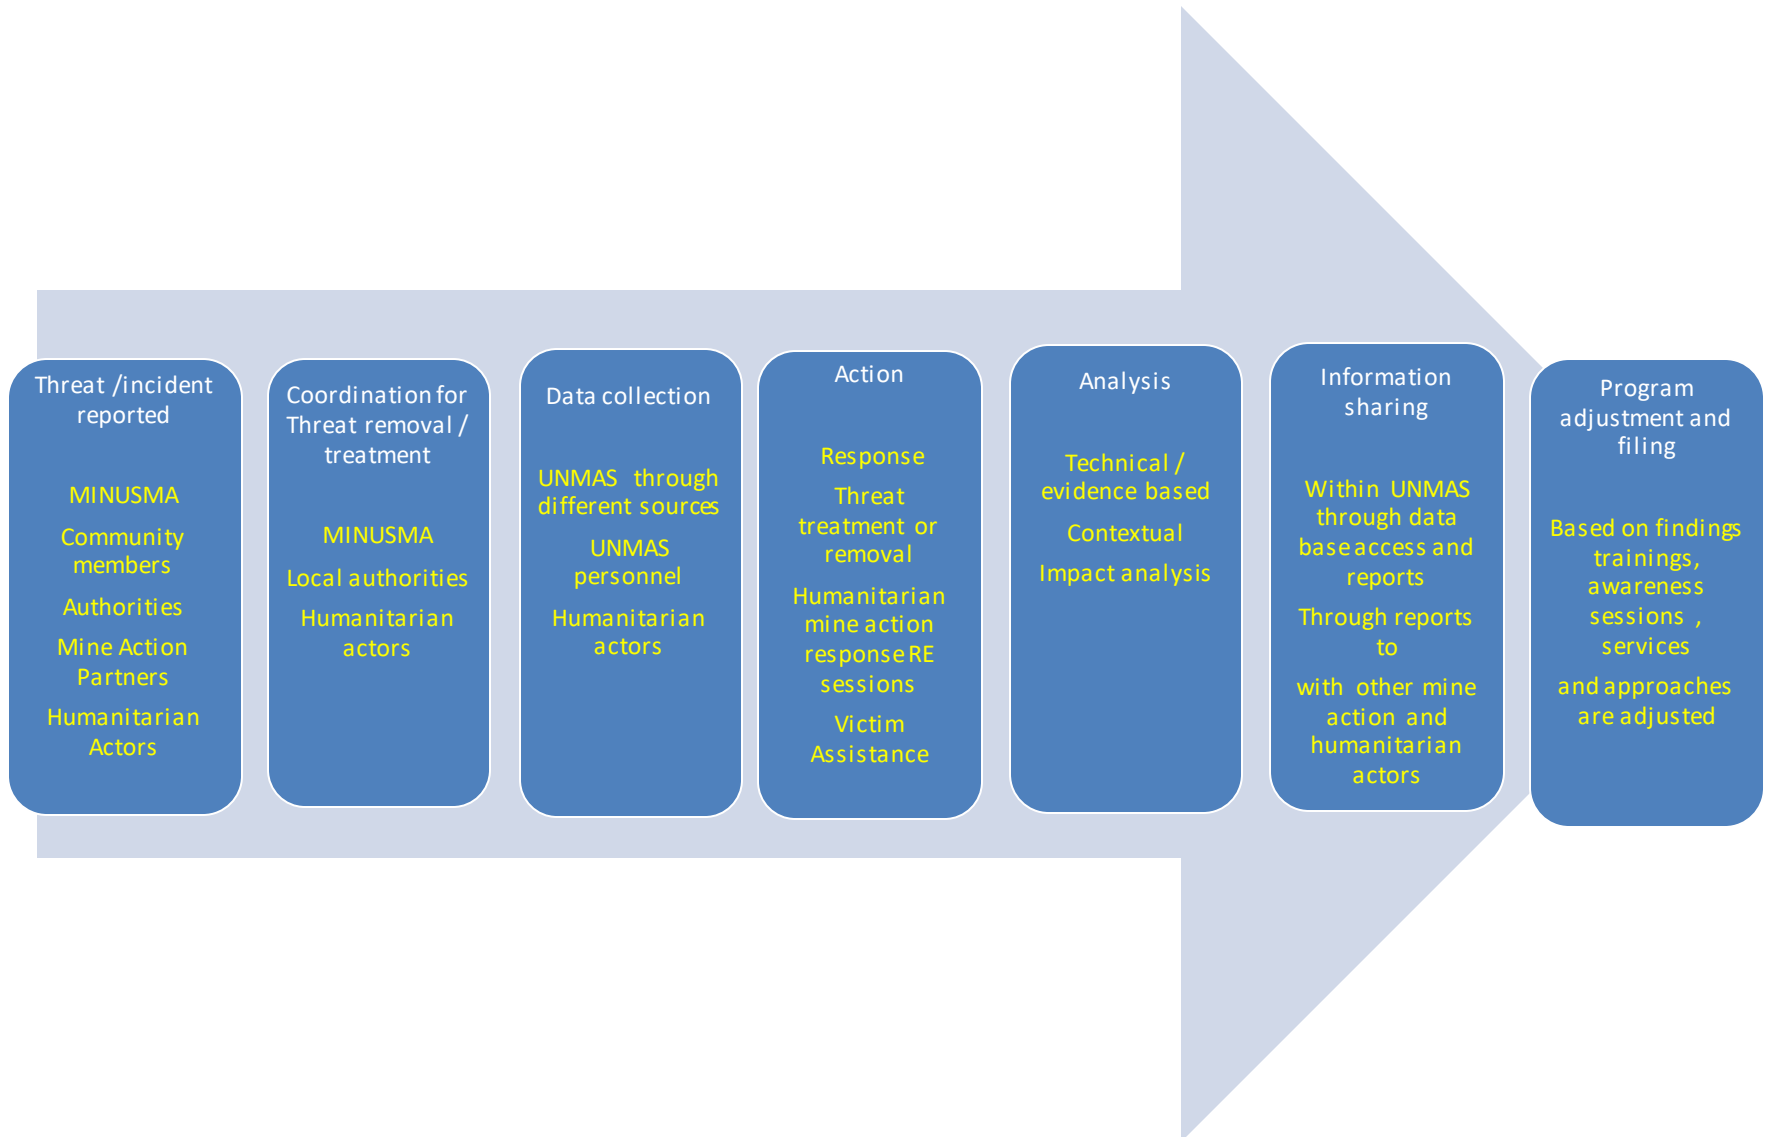 Threat /incident
reported
MINUSMA
Community
members
Authorities
Mine Action
Partners
Humanitarian
Actors
Coordination for
Threat removal /
treatment
MINUSMA
Local authorities
Humanitarian
actors
Data collection
UNMAS through
different sources
UNMAS
personnel
Humanitarian
actors
Action
Response
Threat
treatment or
removal
Humanitarian
mine action
response RE
sessions
Victim
Assistance
Analysis
Technical /
evidence based
Contextual
Impact analysis
Information
sharing
Within UNMAS
through data
base access and
reports
Through reports
to
with other mine
action and
humanitarian
actors
Program
adjustment and
filing
Based on findings
trainings,
awareness
sessions ,
services
and approaches
are adjusted